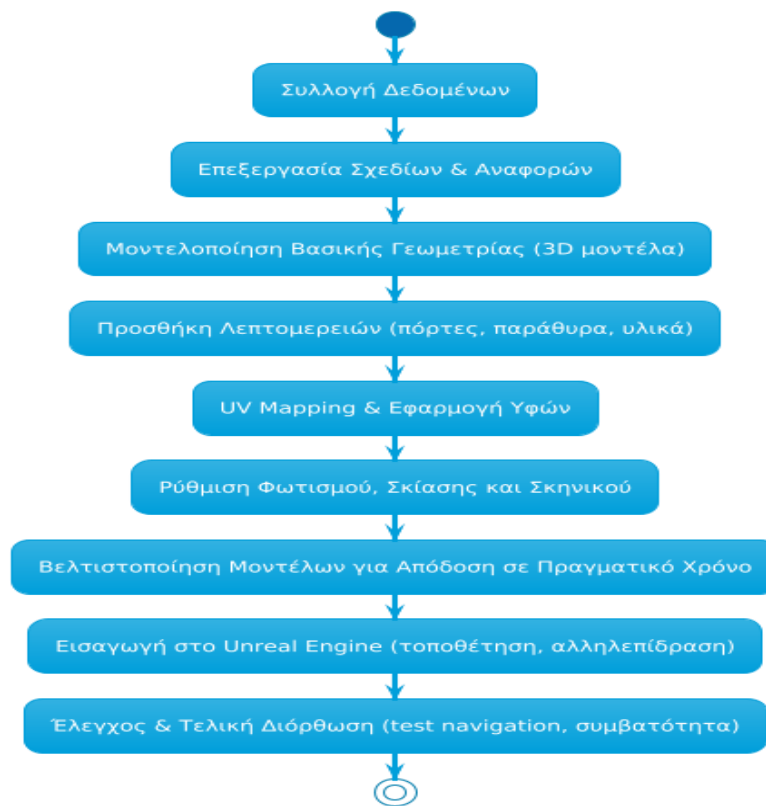 Συλλογή Δεδομένων
Επεξεργασία Σχεδίων & Αναφορών
Μοντελοποίηση Βασικής Γεωμετρίας (3D μοντέλα)
Προσθήκη Λεπτομερειών (πόρτες, παράθυρα, υλικά)
UV Mapping & Εφαρμογή Υφών
Ρύθμιση Φωτισμού, Σκίασης και Σκηνικού
Βελτιστοποίηση Μοντέλων για Απόδοση σε Πραγματικό Χρόνο
Εισαγωγή στο Unreal Engine (τοποθέτηση, αλληλεπίδραση)
Έλεγχος & Τελική Διόρθωση (test navigation, συμβατότητα)